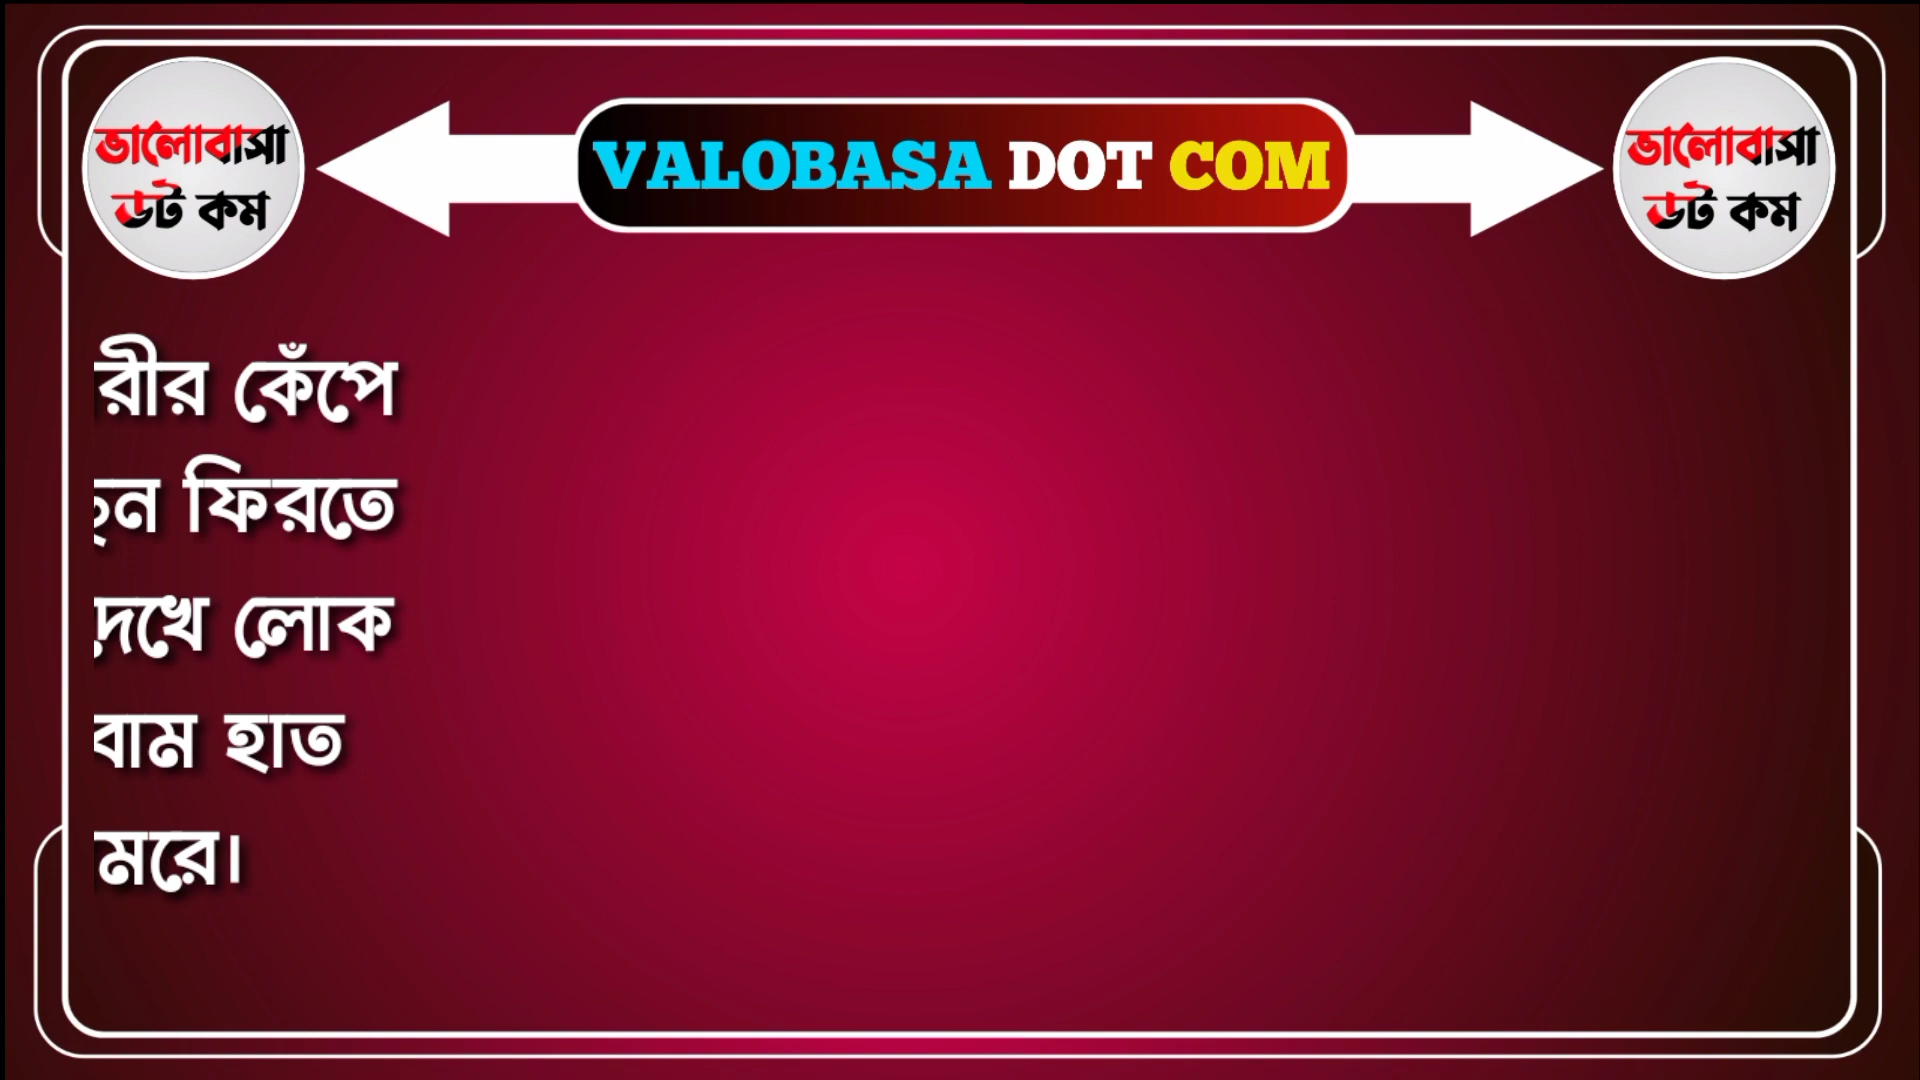 ভালোবাসা
ডট কম
VALOBASA DOT COM
ভালোবাসা
ডট কম
রীর কেঁপে
ফিরতে
দেখে লোক
বাম হাত
মরে।